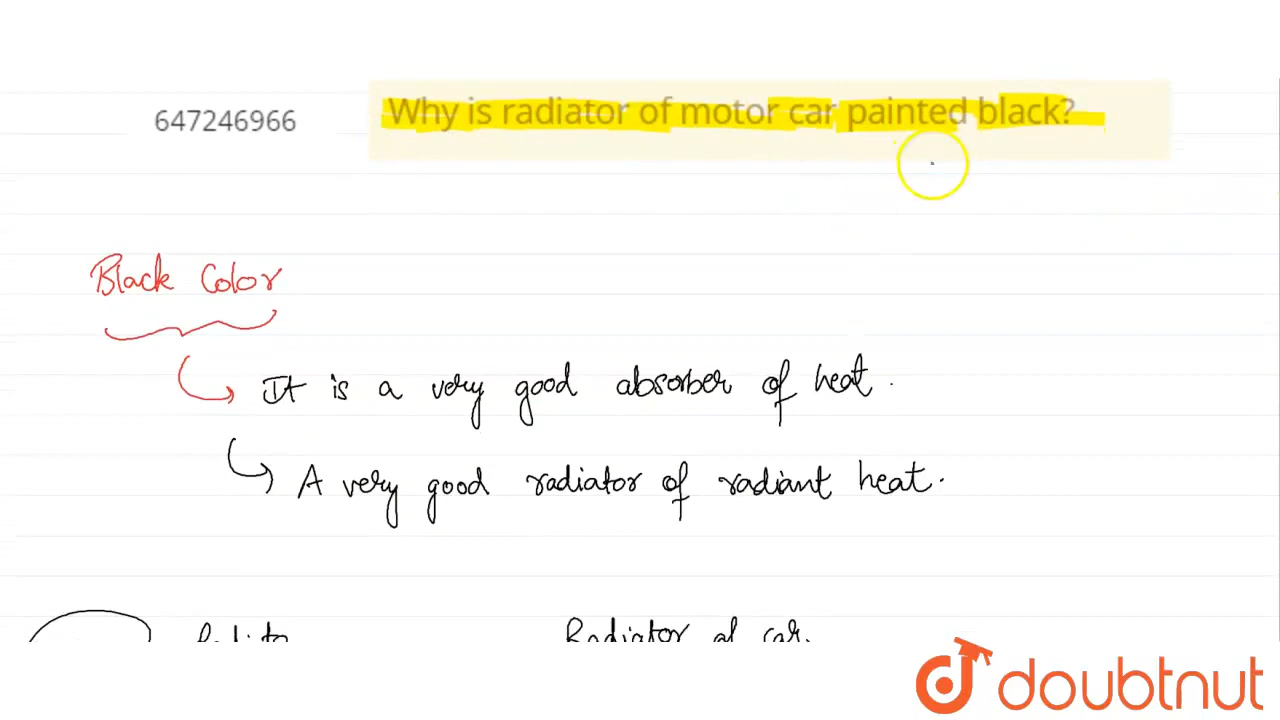 647246966
Why is radiator of motor car painted black?
Black Color
It is a very good absorber of heat.
A very good radiator of radiant heat.
Radiator of car.
doubtnut